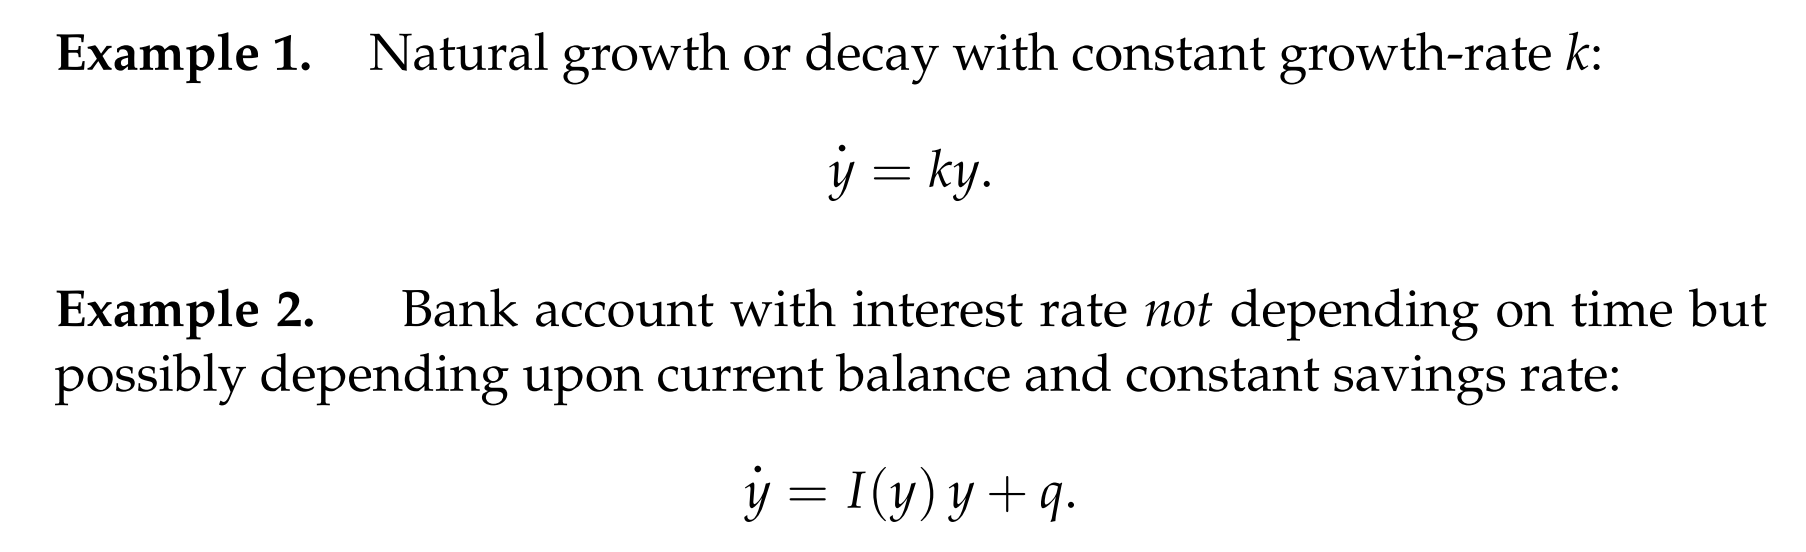 Example 1. Natural growth or decay with constant growth-rate k:
ẏ = ky.
Example 2. Bank account with interest rate not depending on time but
possibly depending upon current balance and constant savings rate:
ẏ = I(y) y + q.